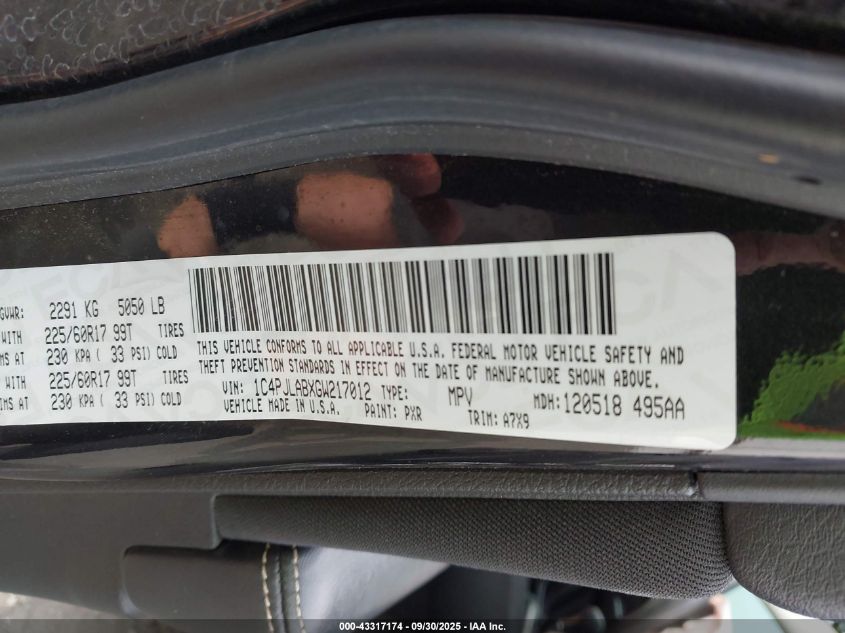 GVWR: 2291 KG 5050 LB
WITH 225/60R17 99T TIRES
MS AT 230 KPA ( 33 PSI) COLD
WITH 225/60R17 99T TIRES
IMS AT 230 KPA ( 33 PSI) COLD
THIS VEHICLE CONFORMS TO ALL APPLICABLE U.S.A. FEDERAL MOTOR VEHICLE SAFETY AND
THEFT PREVENTION STANDARDS IN EFFECT ON THE DATE OF MANUFACTURE SHOWN ABOVE.
VIN: 1C4PJLABXGW217012 TYPE: MPV MDH: 120518 495AA
VEHICLE MADE IN U.S.A. PAINT: PXR TRIM: A7X9
000-43317174 - 09/30/2025 - IAA Inc.